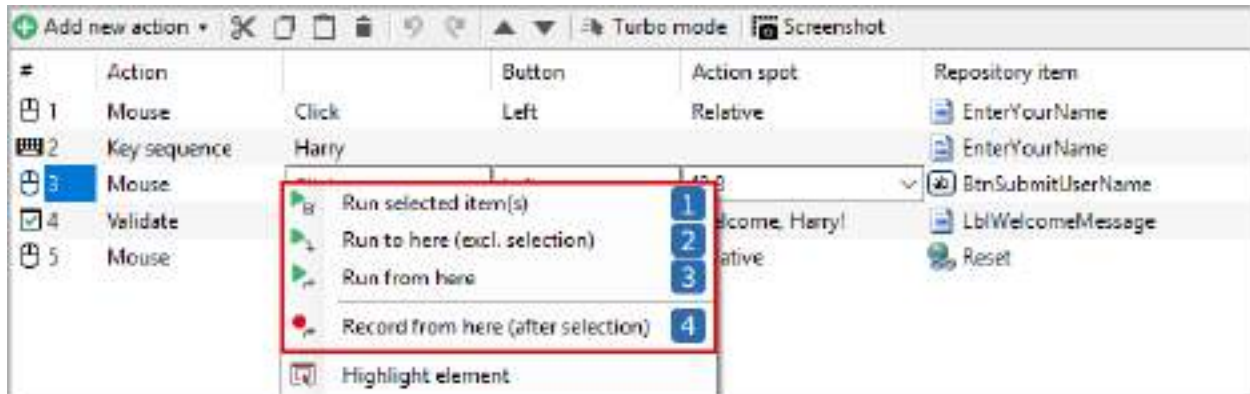 Add new action Turbo mode Screenshot
# Action Button Action spot Repository item
1 Mouse Click Left Relative EnterYourName
2 Key sequence Harry EnterYourName
3 Mouse BtnSubmitUserName
4 Validate Harry! LblWelcomeMessage
5 Mouse Reset
Run selected item(s) 1
Run to here (excl. selection) 2
Run from here 3
Record from here (after selection) 4
Highlight element